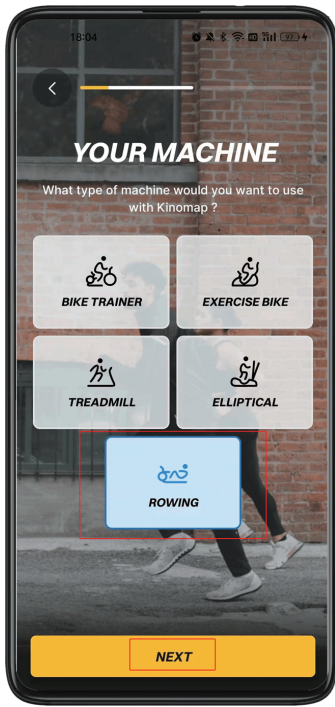 18:04
97
YOUR MACHINE
What type of machine would you want to use
with Kinomap ?
BIKE TRAINER
EXERCISE BIKE
TREADMILL
ELLIPTICAL
ROWING
NEXT